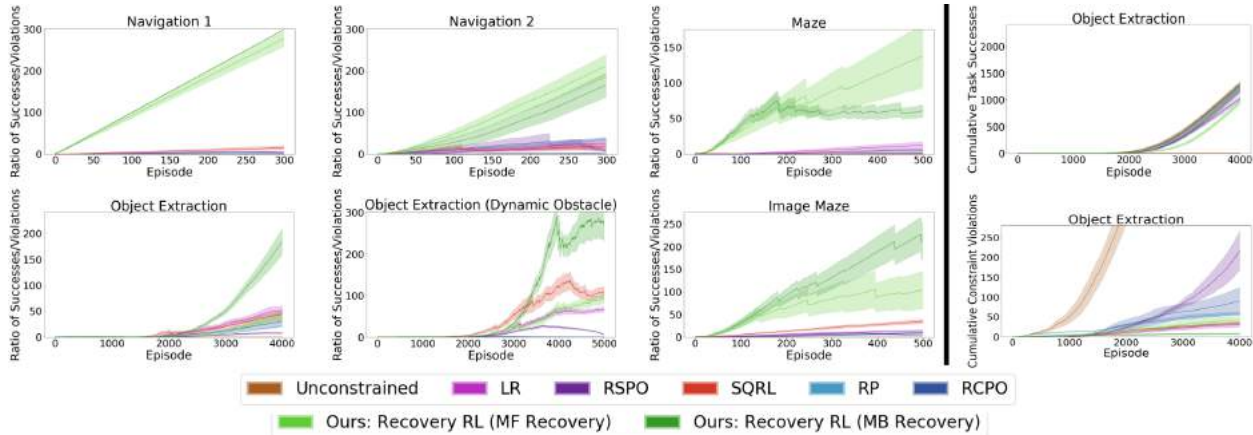 Navigation 1
Ratio of Successes/Violations
300
200
100
0
0 50 100 150 200 250 300
Episode
Navigation 2
Ratio of Successes/Violations
300
200
100
0
0 50 100 150 200 250 300
Episode
Maze
Ratio of Successes/Violations
150
100
50
0
0 100 200 300 400 500
Episode
Object Extraction
Cumulative Task Successes
2000
1500
1000
500
0
0 1000 2000 3000 4000
Episode
Object Extraction
Ratio of Successes/Violations
200
150
100
50
0
0 1000 2000 3000 4000
Episode
Object Extraction (Dynamic Obstacle)
Ratio of Successes/Violations
300
200
100
0
0 1000 2000 3000 4000 5000
Episode
Image Maze
Ratio of Successes/Violations
250
200
150
100
50
0
0 100 200 300 400 500
Episode
Object Extraction
Cumulative Constraint Violations
250
200
150
100
50
0
0 1000 2000 3000 4000
Episode
Unconstrained LR RSPO SQRL RP RCPO
Ours: Recovery RL (MF Recovery) Ours: Recovery RL (MB Recovery)